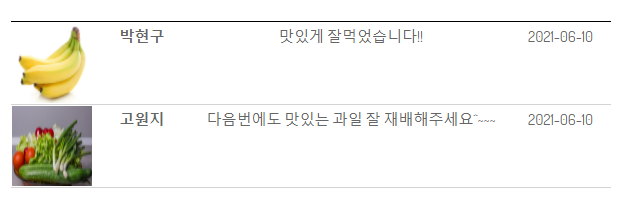 박현구 맛있게 잘먹었습니다!! 2021-06-10
고원지 다음번에도 맛있는 과일 잘 재배해주세요~~~~ 2021-06-10